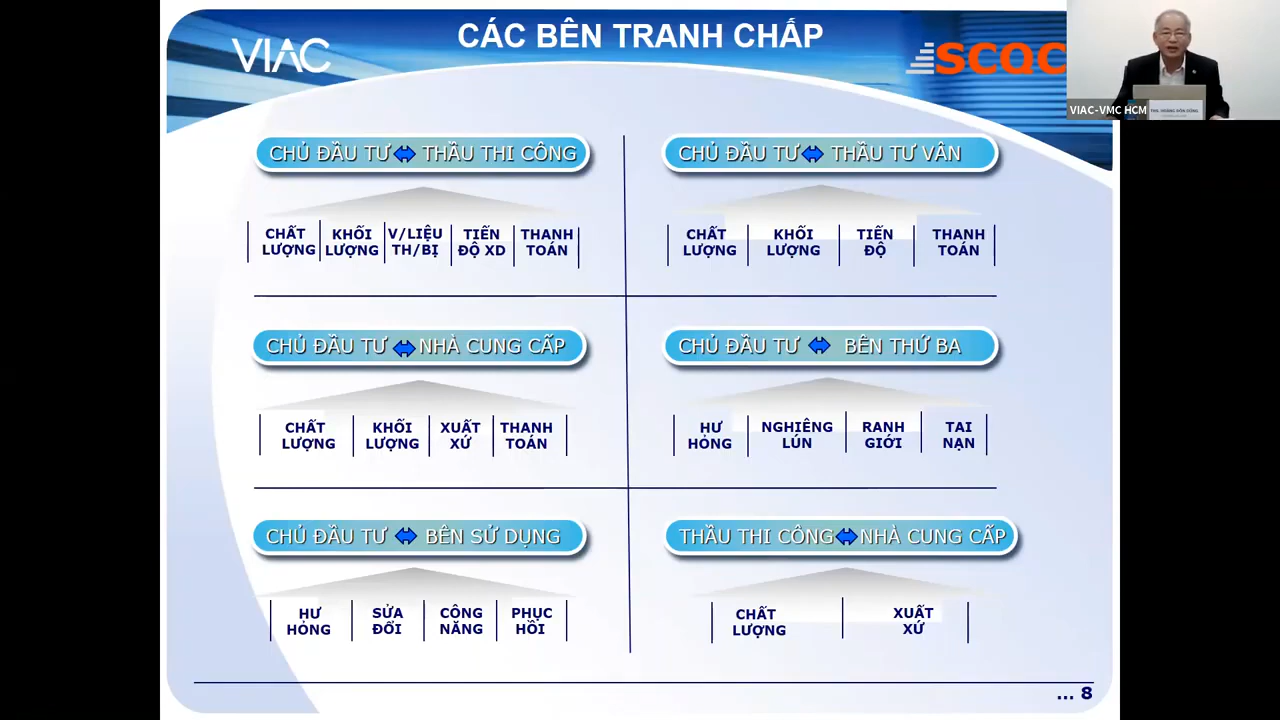 CÁC BÊN TRANH CHẤP
VIAC
SCQC
VIAC-VMC HCM
CHỦ ĐẦU TƯ THẦU THI CÔNG
CHẤT LƯỢNG
KHỐI LƯỢNG
V/LIỆU TH/BỊ
TIẾN ĐỘ XD
THANH TOÁN
CHỦ ĐẦU TƯ THẦU TƯ VẤN
CHẤT LƯỢNG
KHỐI LƯỢNG
TIẾN ĐỘ
THANH TOÁN
CHỦ ĐẦU TƯ NHÀ CUNG CẤP
CHẤT LƯỢNG
KHỐI LƯỢNG
XUẤT XỨ
THANH TOÁN
CHỦ ĐẦU TƯ BÊN THỨ BA
HƯ HỎNG
NGHIÊNG LÚN
RANH GIỚI
TAI NẠN
CHỦ ĐẦU TƯ BÊN SỬ DỤNG
HƯ HỎNG
SỬA ĐỔI
CÔNG NĂNG
PHỤC HỒI
THẦU THI CÔNG NHÀ CUNG CẤP
CHẤT LƯỢNG
XUẤT XỨ
... 8